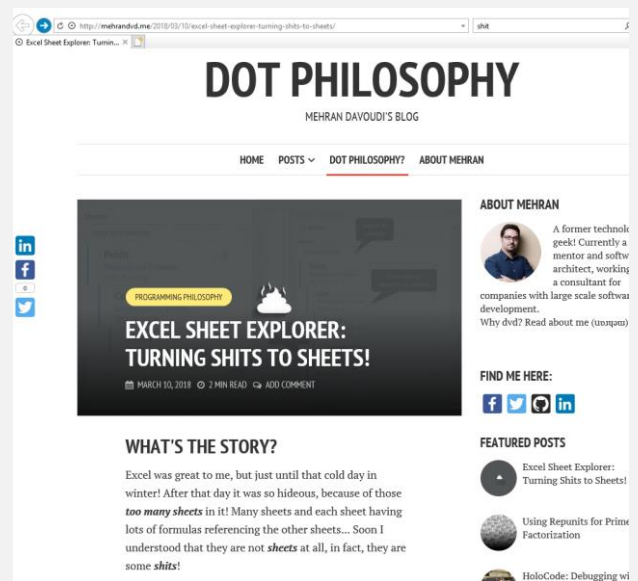 http://mehrandvd.me/2018/03/10/excel-sheet-explorer-turning-shits-to-sheets/
shit
Excel Sheet Explorer: Turnin...
DOT PHILOSOPHY
MEHRAN DAVOUDI'S BLOG
HOME POSTS DOT PHILOSOPHY? ABOUT MEHRAN
PROGRAMMING PHILOSOPHY
EXCEL SHEET EXPLORER:
TURNING SHITS TO SHEETS!
MARCH 10, 2018 2 MIN READ ADD COMMENT
WHAT'S THE STORY?
Excel was great to me, but just until that cold day in
winter! After that day it was so hideous, because of those
too many sheets in it! Many sheets and each sheet having
lots of formulas referencing the other sheets... Soon I
understood that they are not sheets at all, in fact, they are
some shits!
0
ABOUT MEHRAN
A former technolo
geek! Currently a
mentor and softw
architect, working
a consultant for
companies with large scale softwar
development.
Why dvd? Read about me
FIND ME HERE:
FEATURED POSTS
Excel Sheet Explorer:
Turning Shits to Sheets!
Using Repunits for Prime
Factorization
HoloCode: Debugging wi